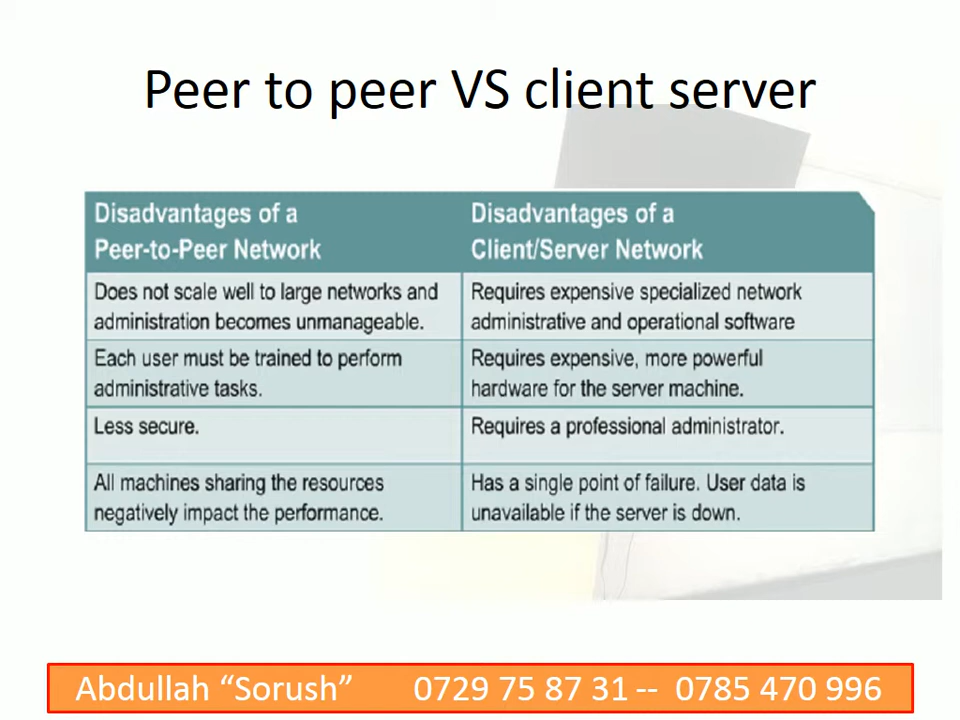 Peer to peer VS client server
Disadvantages of a
Peer-to-Peer Network
Disadvantages of a
Client/Server Network
Does not scale well to large networks and
administration becomes unmanageable.
Requires expensive specialized network
administrative and operational software
Each user must be trained to perform
administrative tasks.
Requires expensive, more powerful
hardware for the server machine.
Less secure.
Requires a professional administrator.
All machines sharing the resources
negatively impact the performance.
Has a single point of failure. User data is
unavailable if the server is down.
Abdullah “Sorush” 0729 75 87 31 -- 0785 470 996